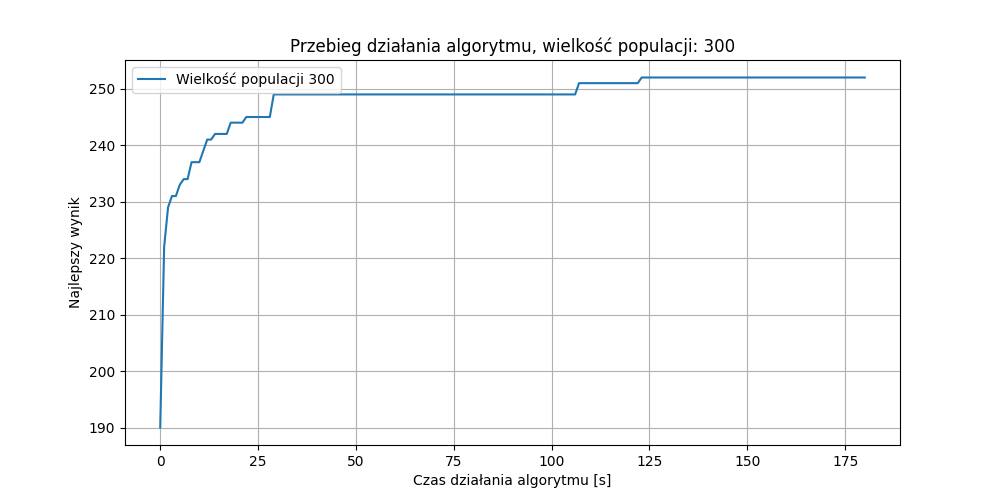 Przebieg działania algorytmu, wielkość populacji: 300
Wielkość populacji 300
Najlepszy wynik
250
240
230
220
210
200
190
0 25 50 75 100 125 150 175
Czas działania algorytmu [s]